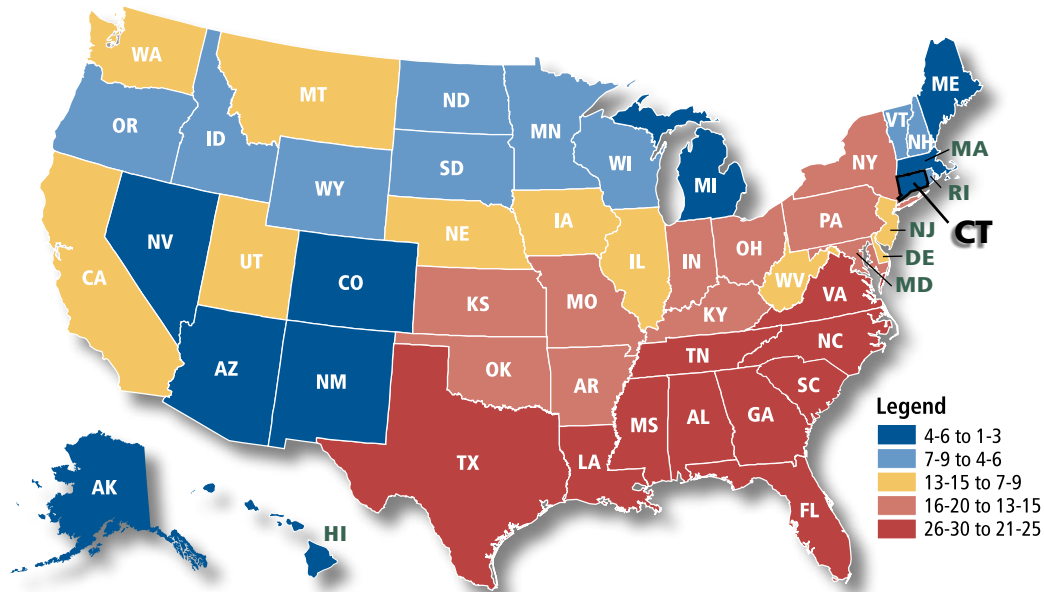 WA
MT
ND
OR
ID
MN
SD
WI
WY
MI
ME
VT
NH
NY
MA
RI
CT
PA
NJ
DE
MD
NV
UT
CA
CO
NE
IA
IL
IN
OH
WV
VA
KS
MO
KY
AZ
NM
OK
AR
TN
NC
SC
MS
AL
GA
TX
LA
FL
AK
HI
Legend
4-6 to 1-3
7-9 to 4-6
13-15 to 7-9
16-20 to 13-15
26-30 to 21-25